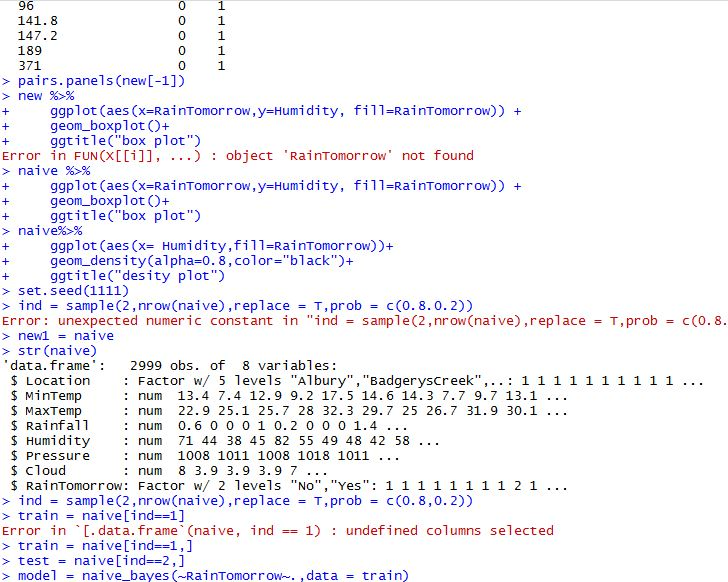 96 0 1
141.8 0 1
147.2 0 1
189 0 1
371 0 1
> pairs.panels(new[-1])
> new %>%
+ ggplot(aes(x=RainTomorrow,y=Humidity, fill=RainTomorrow)) +
+ geom_boxplot()+
+ ggtitle("box plot")
Error in FUN(X[[i]], ...) : object 'RainTomorrow' not found
> naive %>%
+ ggplot(aes(x=RainTomorrow,y=Humidity, fill=RainTomorrow)) +
+ geom_boxplot()+
+ ggtitle("box plot")
> naive%>%
+ ggplot(aes(x= Humidity,fill=RainTomorrow))+
+ geom_density(alpha=0.8,color="black")+
+ ggtitle("desity plot")
> set.seed(1111)
> ind = sample(2,nrow(naive),replace = T,prob = c(0.8.0.2))
Error: unexpected numeric constant in "ind = sample(2,nrow(naive),replace = T,prob = c(0.8.
> new1 = naive
> str(naive)
'data.frame': 2999 obs. of 8 variables:
$ Location : Factor w/ 5 levels "Albury","BadgerysCreek",..: 1 1 1 1 1 1 1 1 1 1 ...
$ MinTemp : num 13.4 7.4 12.9 9.2 17.5 14.6 14.3 7.7 9.7 13.1 ...
$ MaxTemp : num 22.9 25.1 25.7 28 32.3 29.7 25 26.7 31.9 30.1 ...
$ Rainfall : num 0.6 0 0 0 1 0.2 0 0 0 1.4 ...
$ Humidity : num 71 44 38 45 82 55 49 48 42 58 ...
$ Pressure : num 1008 1011 1008 1018 1011 ...
$ Cloud : num 8 3.9 3.9 3.9 7 ...
$ RainTomorrow: Factor w/ 2 levels "No","Yes": 1 1 1 1 1 1 1 1 2 1 ...
> ind = sample(2,nrow(naive),replace = T,prob = c(0.8,0.2))
> train = naive[ind==1]
Error in `[.data.frame`(naive, ind == 1) : undefined columns selected
> train = naive[ind==1,]
> test = naive[ind==2,]
> model = naive_bayes(~RainTomorrow~.,data = train)